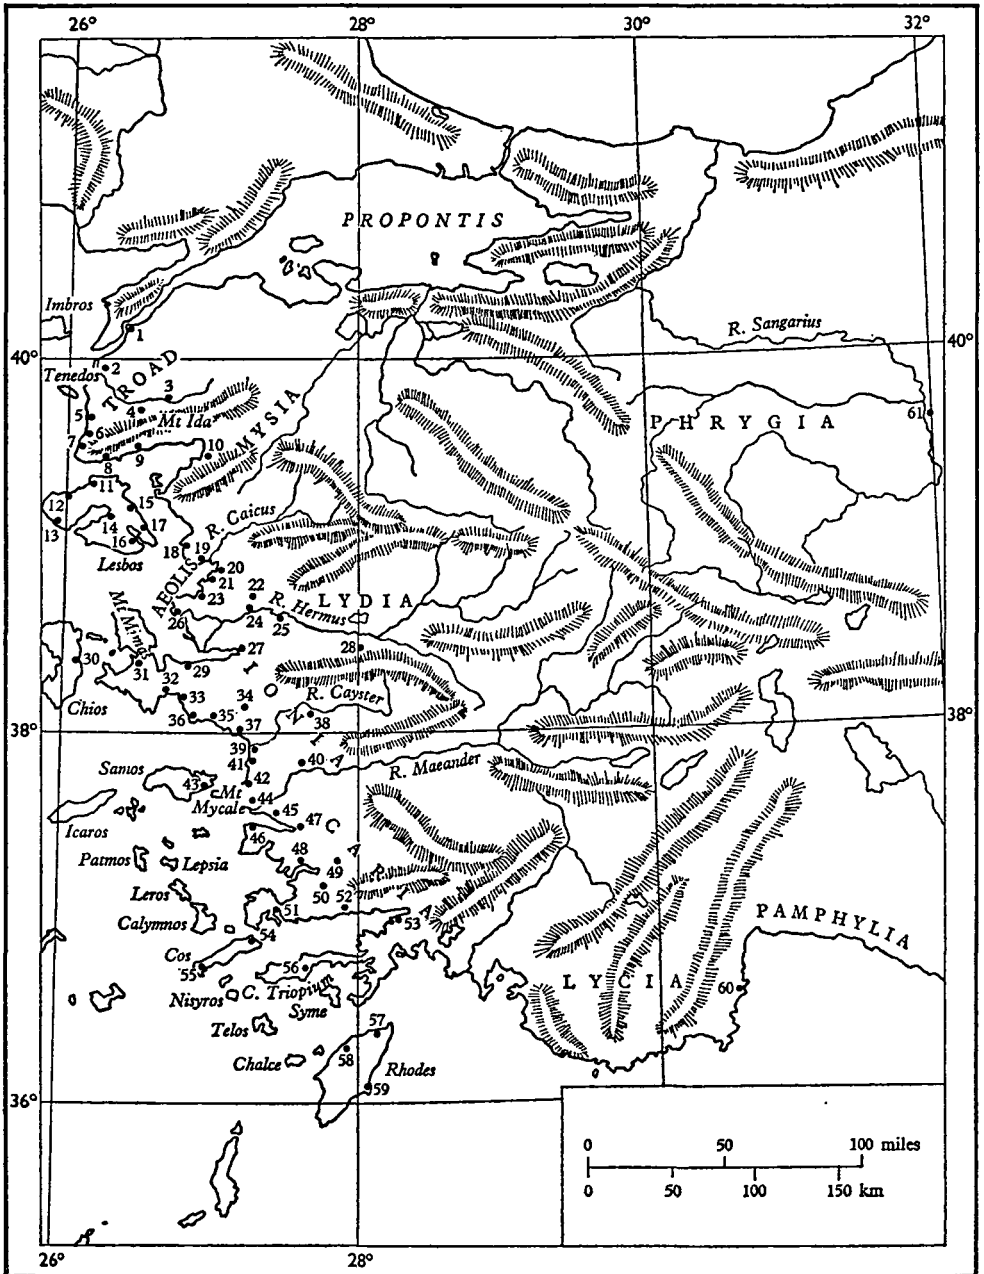 26° 28° 30° 32°
PROPONTIS
Imbros
1
R. Sangarius
40° 40°
2
Tenedos
TROAD
3
4
5
Mt Ida
61
6
MYSIA
PHRYGIA
7
8
9
10
11
12
15
13
14
17
16
R. Caicus
Lesbos
18
19
20
21
AEOLIS
22
23
Mt Mimas
R. Hermus
LYDIA
24
26
25
27
28
30
31
29
IONIA
32
R. Cayster
33
34
Chios
36
35
38
37
38° 38°
39
41
40
R. Maeander
Samos
42
43
Mt
Mycale
44
45
Icaros
46
47
CARIA
Patmos
Lepsia
48
49
Leros
50
52
51
53
Calymnos
PAMPHYLIA
54
Cos
55
56
LYCIA
60
Nisyros
C. Triopium
Syme
Telos
57
Chalce
58
Rhodes
59
36°
0 50 100 miles
0 50 100 150 km
26° 28°